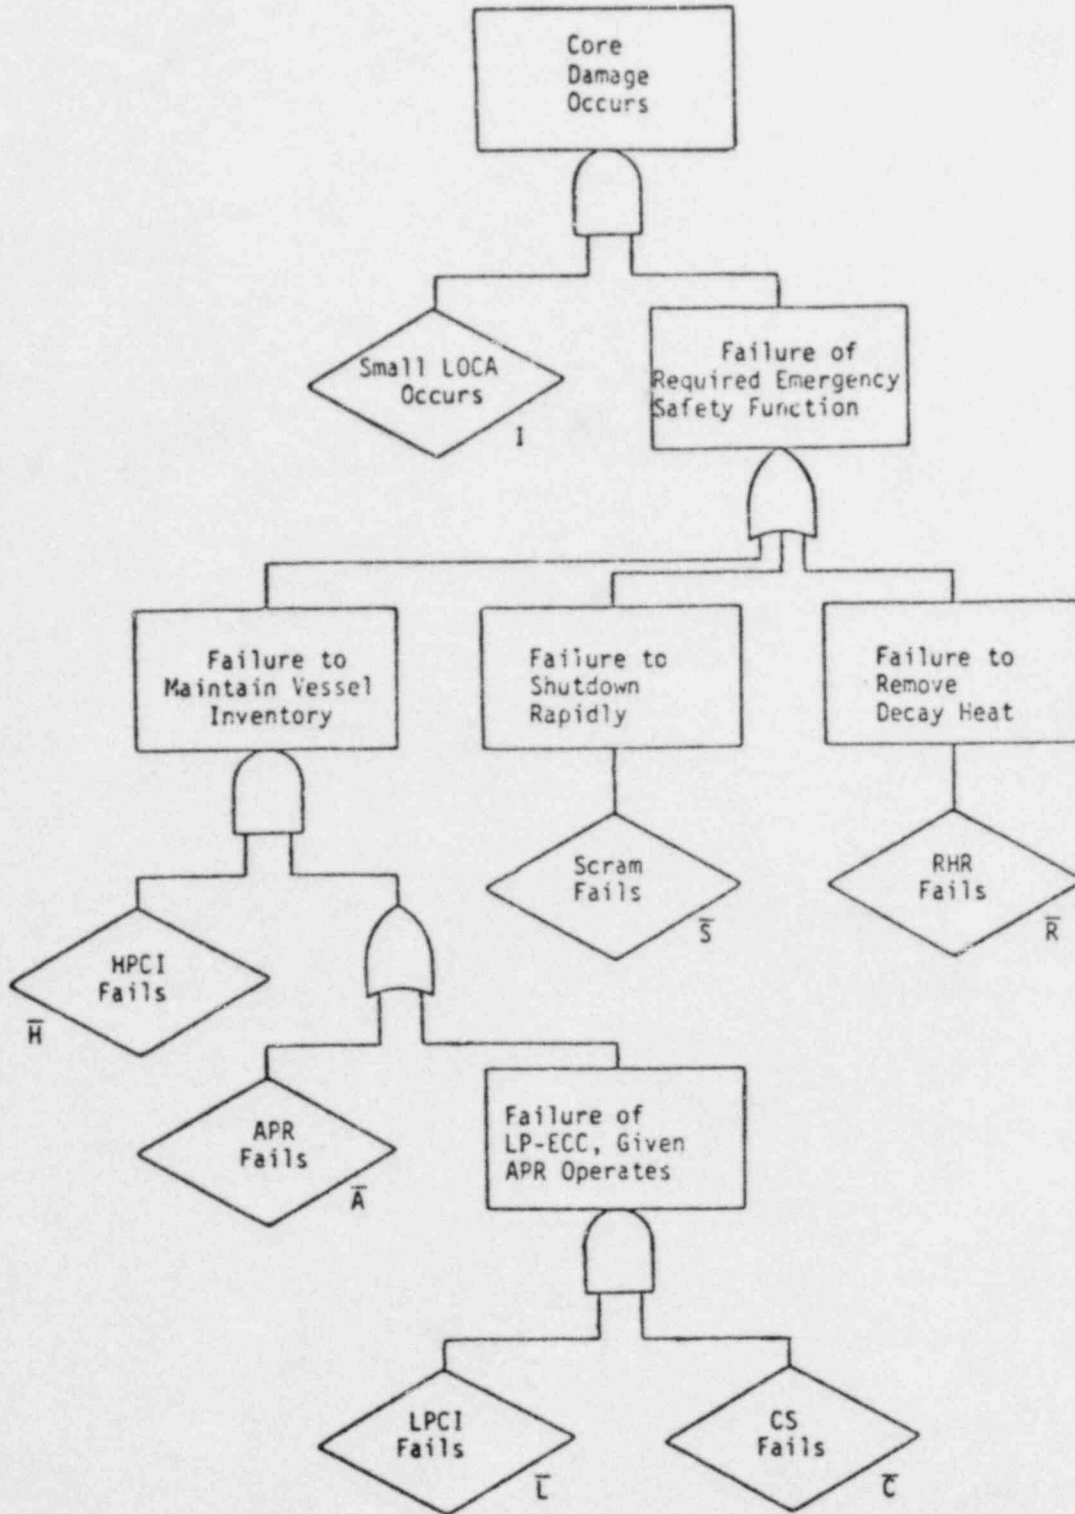 Core
Damage
Occurs
Small LOCA
Occurs
I
Failure of
Required Emergency
Safety Function
Failure to
Maintain Vessel
Inventory
Failure to
Shutdown
Rapidly
Failure to
Remove
Decay Heat
Scram
Fails
S̅
RHR
Fails
R̅
HPCI
Fails
H̅
APR
Fails
A̅
Failure of
LP-ECC, Given
APR Operates
LPCI
Fails
L̅
CS
Fails
C̅